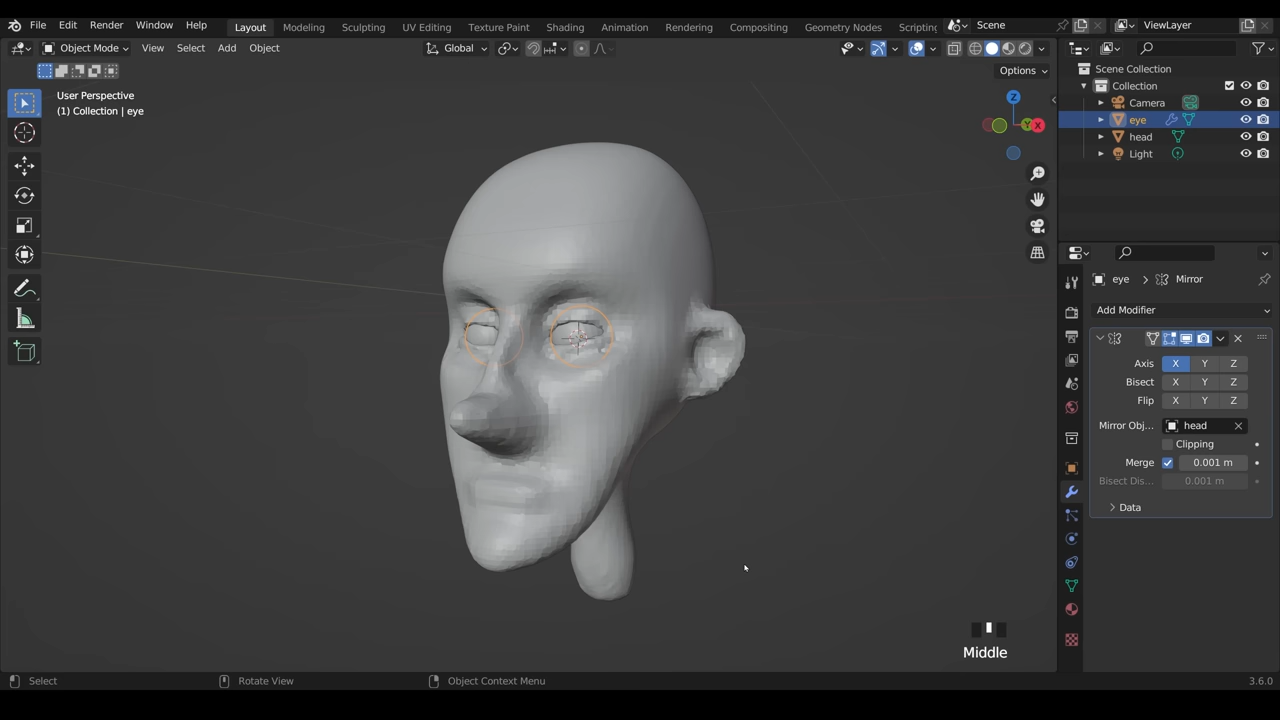 File Edit Render Window Help Layout Modeling Sculpting UV Editing Texture Paint Shading Animation Rendering Compositing Geometry Nodes Scripting Scene ViewLayer
Object Mode View Select Add Object Global
Options
User Perspective
(1) Collection | eye
Z
Y X
Scene Collection
Collection
Camera
eye
head
Light
eye Mirror
Add Modifier
Axis X Y Z
Bisect X Y Z
Flip X Y Z
Mirror Obj... head
Clipping
Merge 0.001 m
Bisect Dis... 0.001 m
Data
Middle
Select Rotate View Object Context Menu 3.6.0